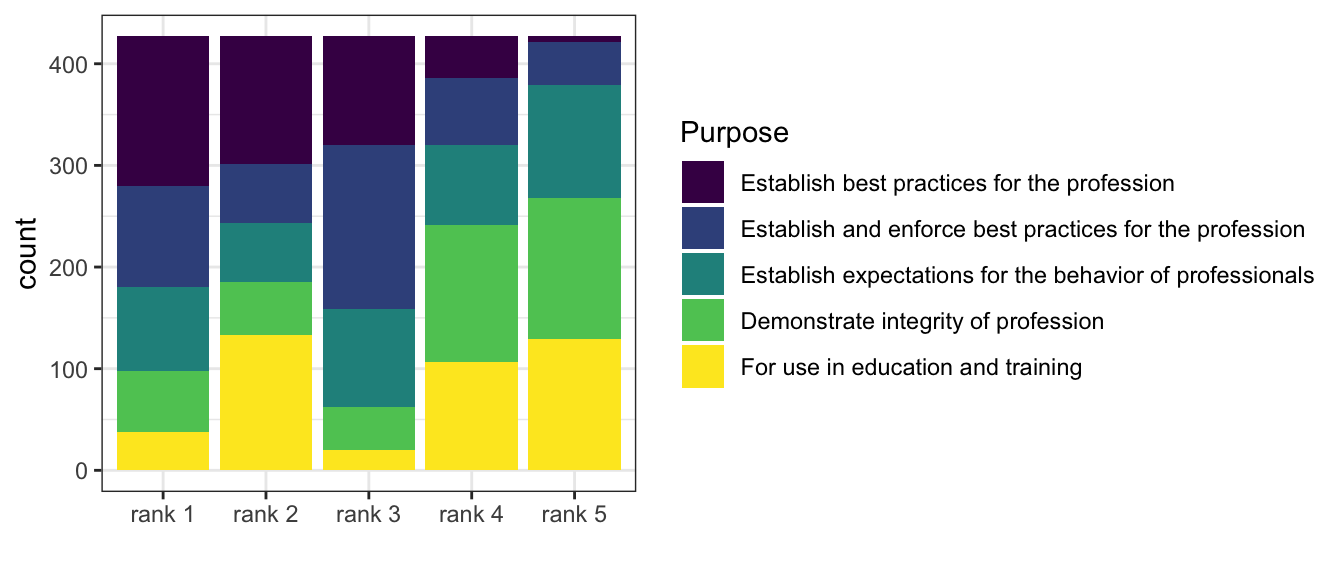 count
400
300
200
100
0
rank 1 rank 2 rank 3 rank 4 rank 5
Purpose
Establish best practices for the profession
Establish and enforce best practices for the profession
Establish expectations for the behavior of professionals
Demonstrate integrity of profession
For use in education and training